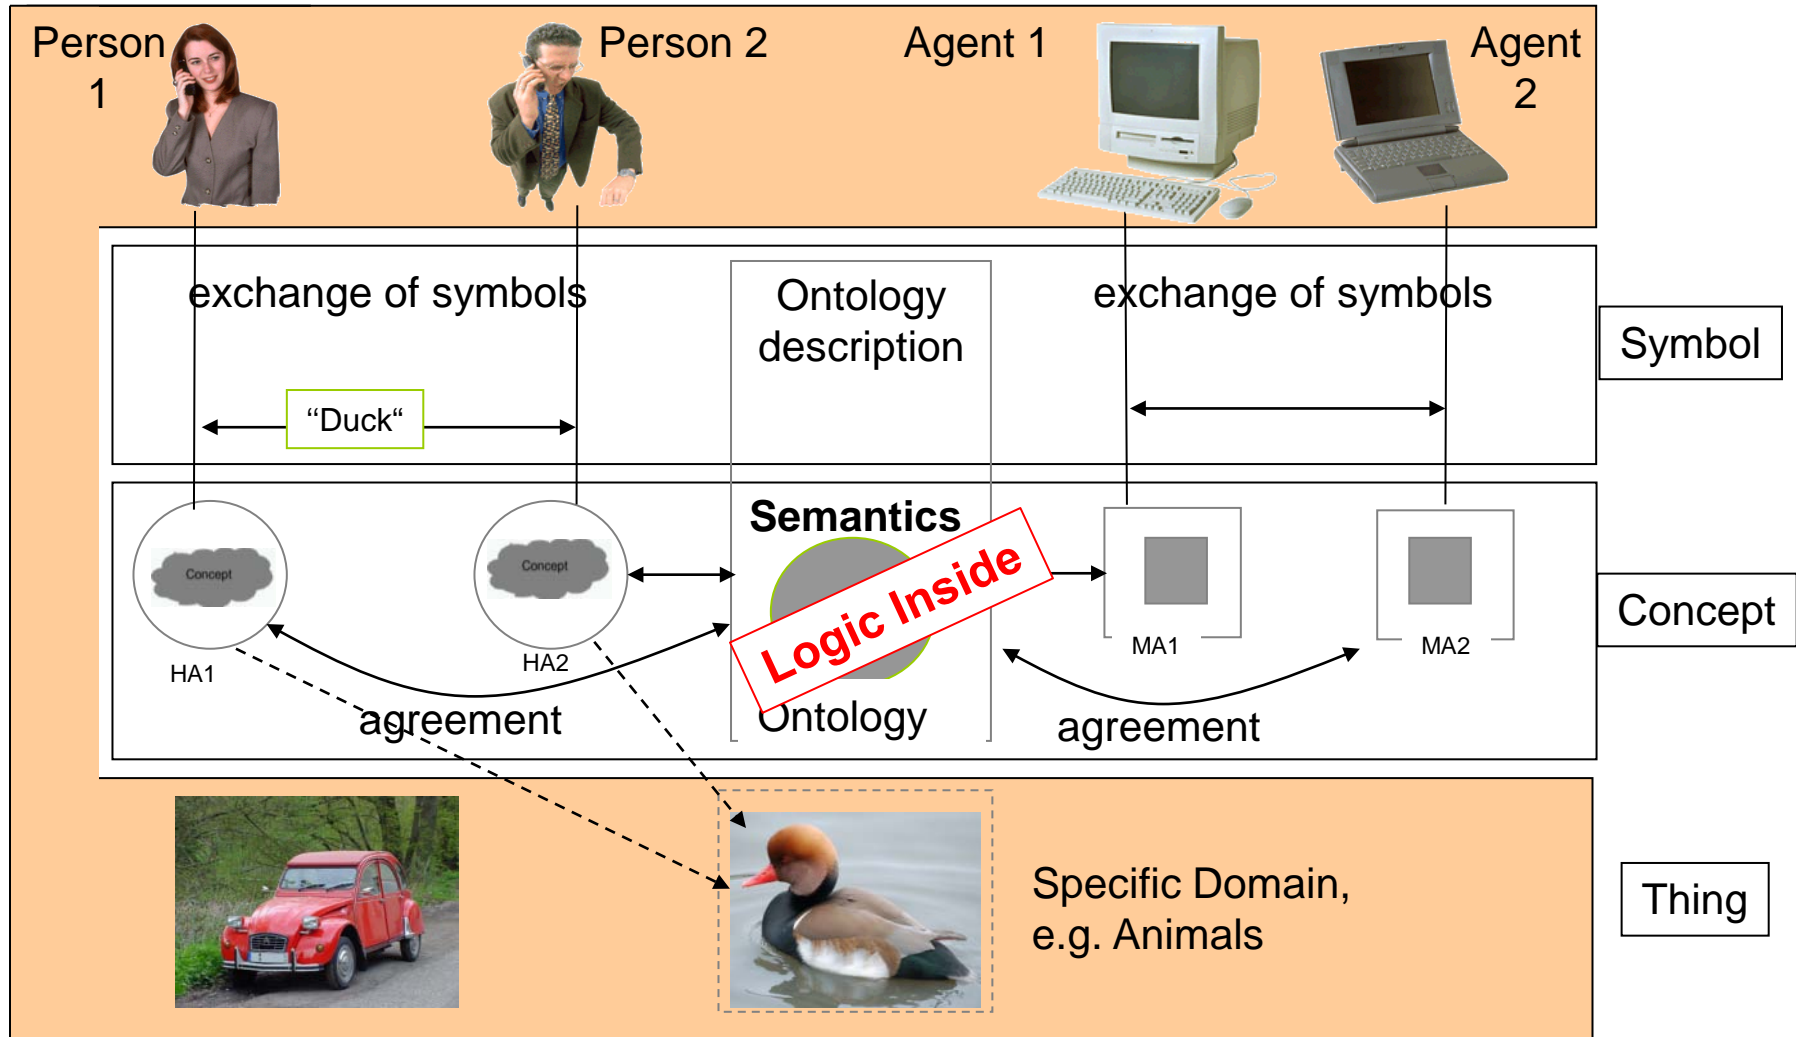 Person
1
Person 2
Agent 1
Agent
2
exchange of symbols
Ontology
description
exchange of symbols
Symbol
“Duck“
Semantics
Concept
Concept
Logic Inside
Concept
HA1
HA2
MA1
MA2
agreement
Ontology
agreement
Specific Domain,
e.g. Animals
Thing